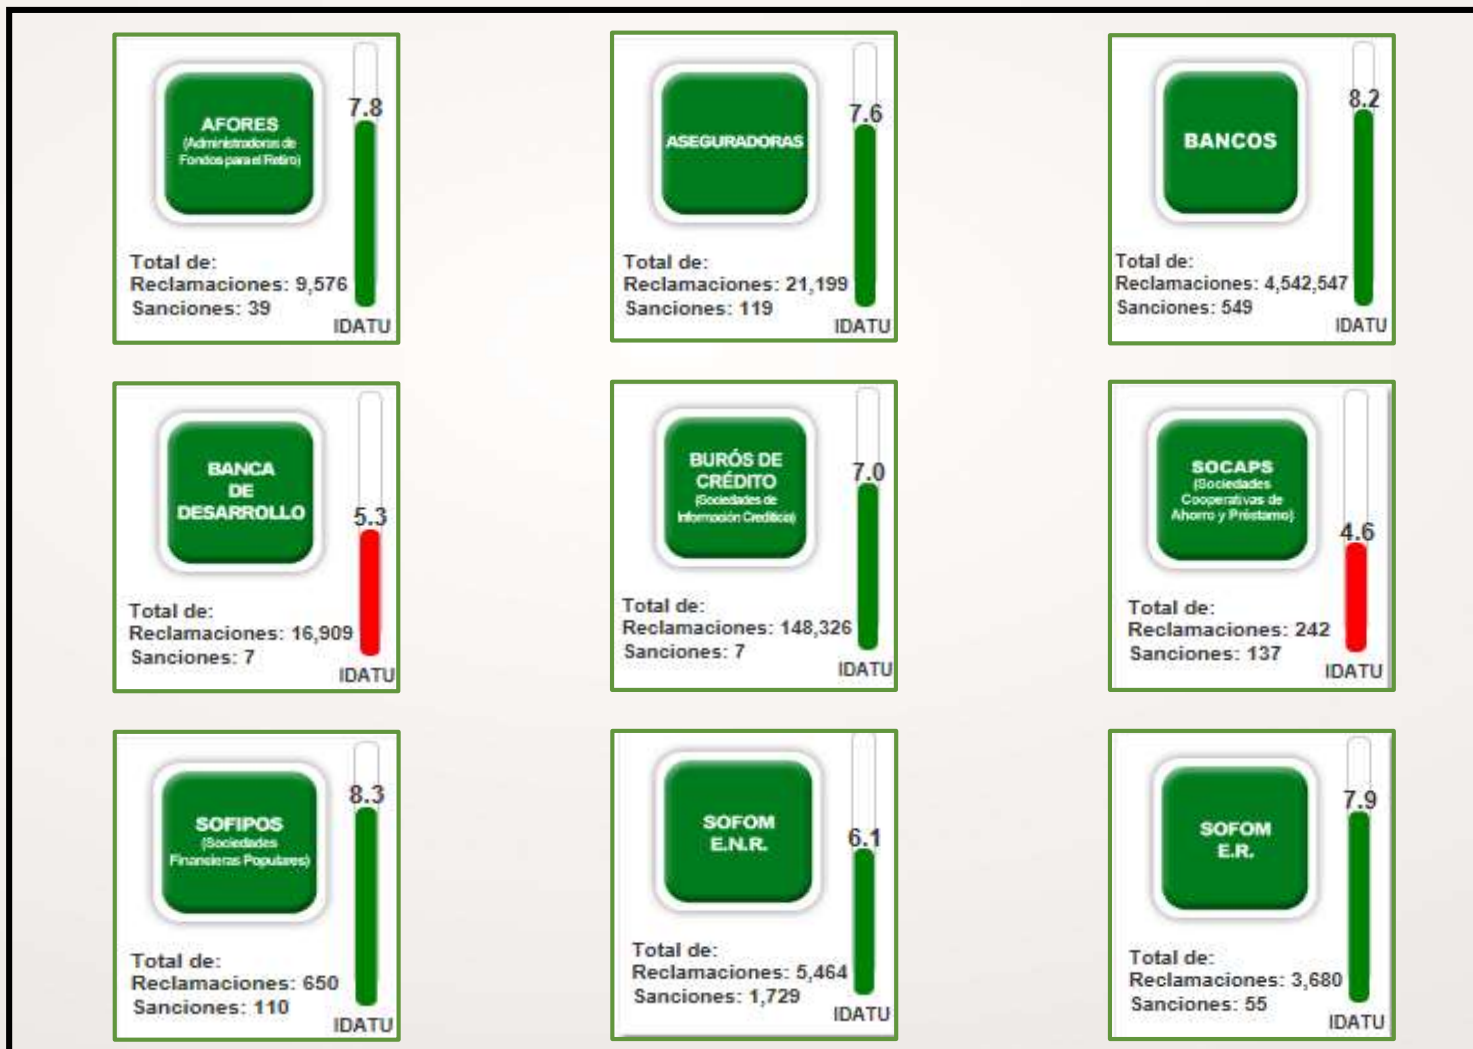 AFORES
(Administradoras de
Fondos para el Retiro)
7.8
Total de:
Reclamaciones: 9,576
Sanciones: 39
IDATU
ASEGURADORAS
7.6
Total de:
Reclamaciones: 21,199
Sanciones: 119
IDATU
BANCOS
8.2
Total de:
Reclamaciones: 4,542,547
Sanciones: 549
IDATU
BANCA
DE
DESARROLLO
5.3
Total de:
Reclamaciones: 16,909
Sanciones: 7
IDATU
BURÓS DE
CRÉDITO
(Sociedades de
Información Crediticia)
7.0
Total de:
Reclamaciones: 148,326
Sanciones: 7
IDATU
SOCAPS
(Sociedades
Cooperativas de
Ahorro y Préstamo)
4.6
Total de:
Reclamaciones: 242
Sanciones: 137
IDATU
SOFIPOS
(Sociedades
Financieras Populares)
8.3
Total de:
Reclamaciones: 650
Sanciones: 110
IDATU
SOFOM
E.N.R.
6.1
Total de:
Reclamaciones: 5,464
Sanciones: 1,729
IDATU
SOFOM
E.R.
7.9
Total de:
Reclamaciones: 3,680
Sanciones: 55
IDATU